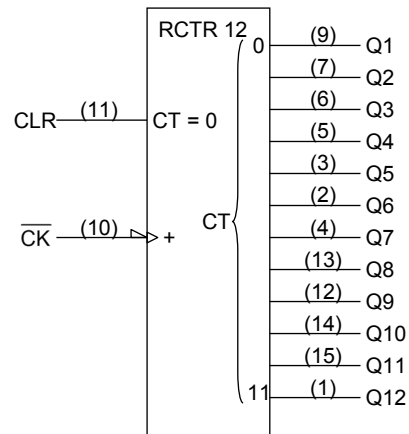 RCTR 12
0 (9) Q1
(7) Q2
(6) Q3
CLR (11) CT = 0
(5) Q4
(3) Q5
(2) Q6
C̅K̅ (10) +
CT
(4) Q7
(13) Q8
(12) Q9
(14) Q10
(15) Q11
11 (1) Q12